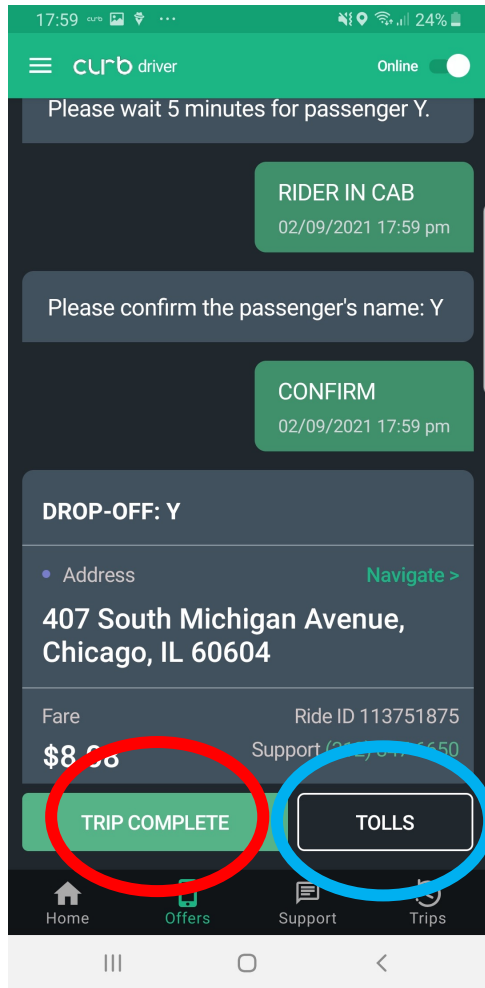 17:59 curb 24%
curb driver Online
Please wait 5 minutes for passenger Y.
RIDER IN CAB
02/09/2021 17:59 pm
Please confirm the passenger's name: Y
CONFIRM
02/09/2021 17:59 pm
DROP-OFF: Y
Address Navigate >
407 South Michigan Avenue,
Chicago, IL 60604
Fare Ride ID 113751875
Support
TRIP COMPLETE TOLLS
Home Offers Support Trips